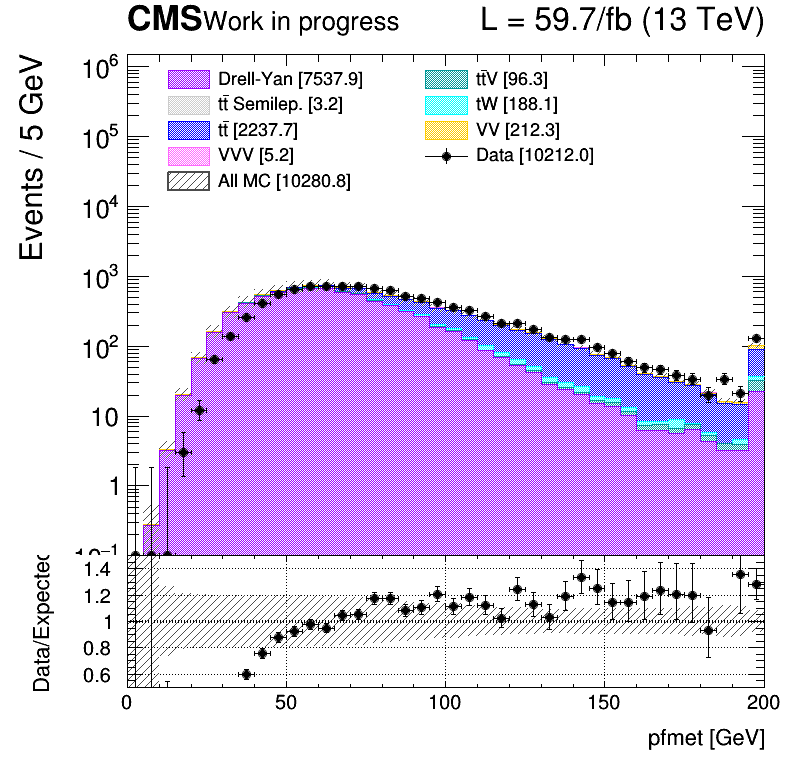 CMS Work in progress L = 59.7/fb (13 TeV)
Events / 5 GeV
10⁶
10⁵
10⁴
10³
10²
10
1
10⁻¹
Drell-Yan [7537.9]
tt̄ Semilep. [3.2]
tt̄ [2237.7]
VVV [5.2]
All MC [10280.8]
tt̄V [96.3]
tW [188.1]
VV [212.3]
Data [10212.0]
Data/Expected
1.4
1.2
1
0.8
0.6
0 50 100 150 200
pfmet [GeV]